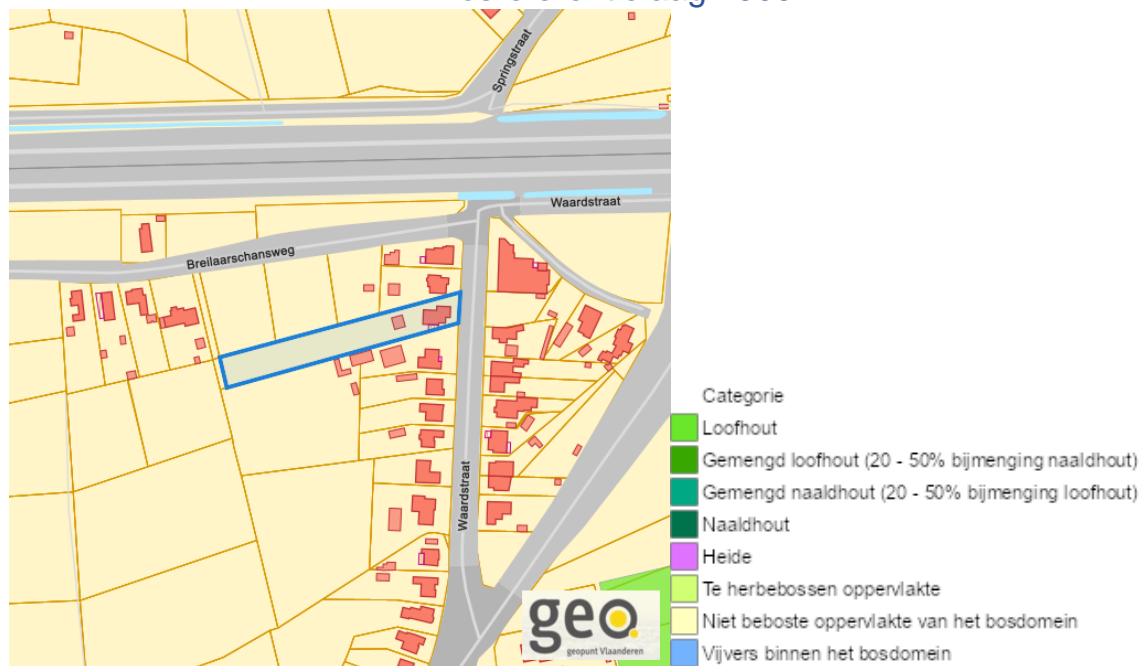 Springstraat
Waardstraat
Breilaarschansweg
Waardstraat
Categorie
Loofhout
Gemengd loofhout (20 - 50% bijmenging naaldhout)
Gemengd naaldhout (20 - 50% bijmenging loofhout)
Naaldhout
Heide
Te herbebossen oppervlakte
Niet beboste oppervlakte van het bosdomein
Vijvers binnen het bosdomein
geo
geopunt Vlaanderen